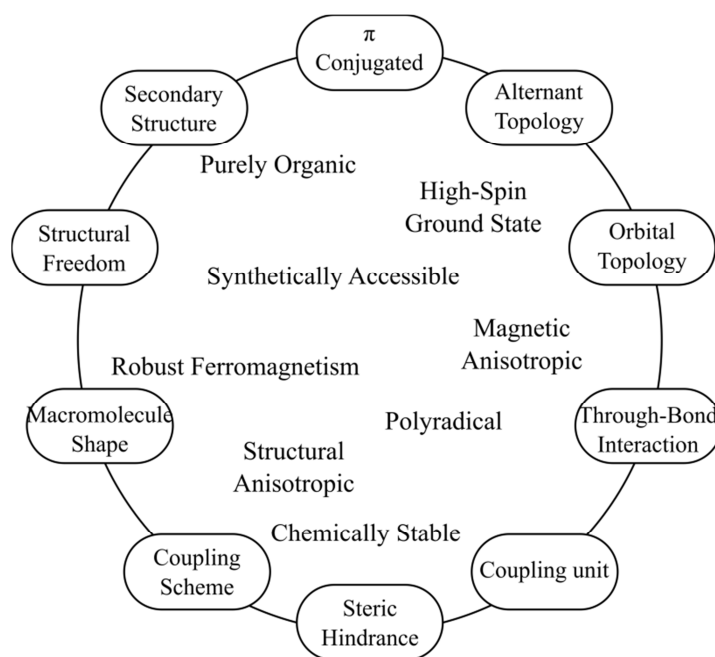 π
Conjugated
Secondary
Structure
Alternant
Topology
Purely Organic
High-Spin
Ground State
Structural
Freedom
Orbital
Topology
Synthetically Accessible
Magnetic
Anisotropic
Robust Ferromagnetism
Macromolecule
Shape
Polyradical
Through-Bond
Interaction
Structural
Anisotropic
Chemically Stable
Coupling
Scheme
Coupling unit
Steric
Hindrance